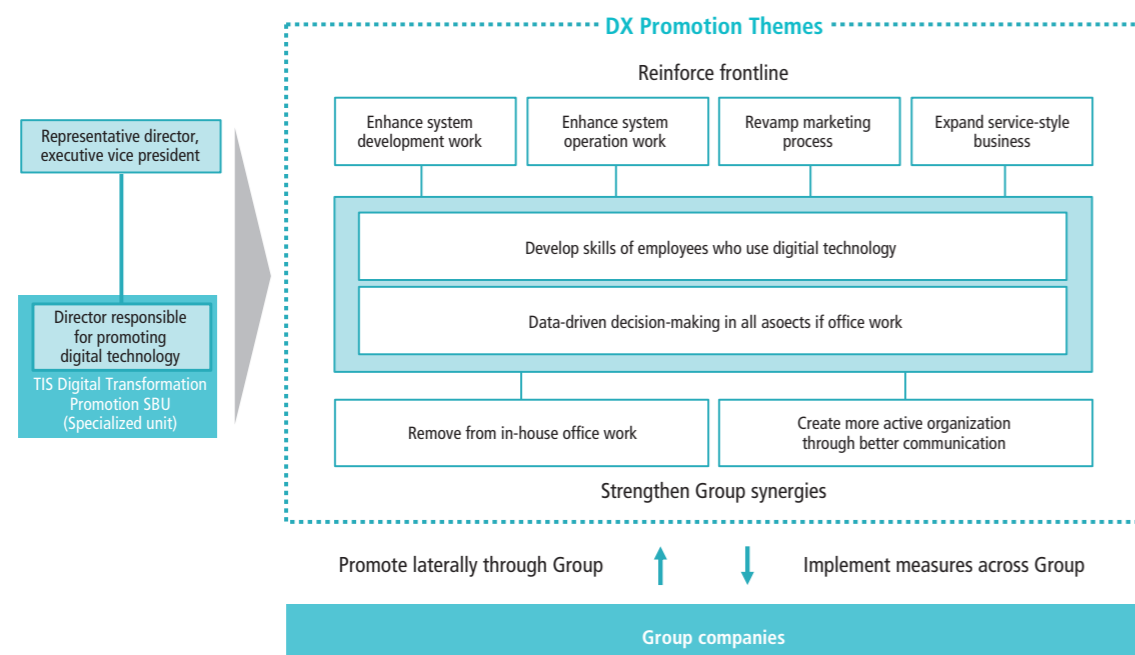 DX Promotion Themes
Reinforce frontline
Enhance system
development work
Enhance system
operation work
Revamp marketing
process
Expand service-style
business
Representative director,
executive vice president
Develop skills of employees who use digitial technology
Data-driven decision-making in all asoects if office work
Director responsible
for promoting
digital technology
TIS Digital Transformation
Promotion SBU
(Specialized unit)
Remove from in-house office work
Create more active organization
through better communication
Strengthen Group synergies
Promote laterally through Group
Implement measures across Group
Group companies